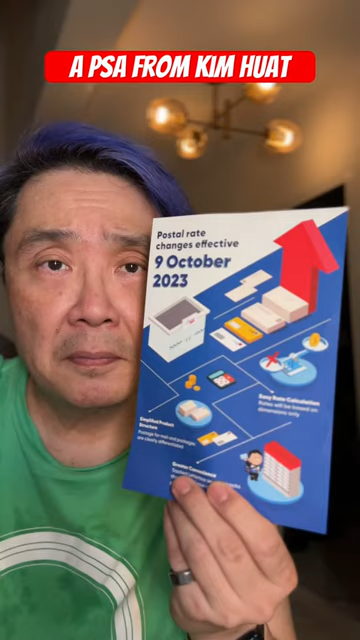 A PSA FROM KIM HUAT
Postal rate
changes effective
9 October
2023
Easy Rate Calculation
Rates will be based on
dimensions only.
Simplified Product
Structure
Postage for mail and packages
are clearly differentiated
Greater Convenience